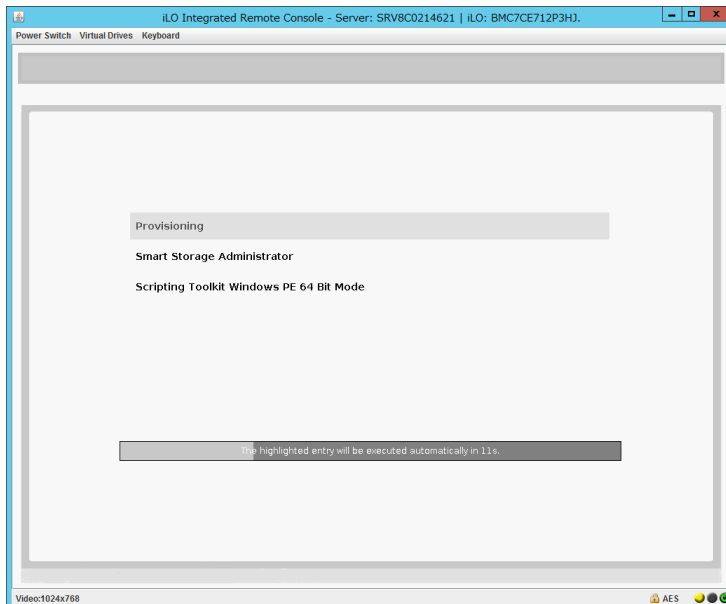 iLO Integrated Remote Console - Server: SRV8C0214621 | iLO: BMC7CE712P3HJ.
Power Switch Virtual Drives Keyboard
Provisioning
Smart Storage Administrator
Scripting Toolkit Windows PE 64 Bit Mode
The highlighted entry will be executed automatically in 11s.
Video:1024x768 AES